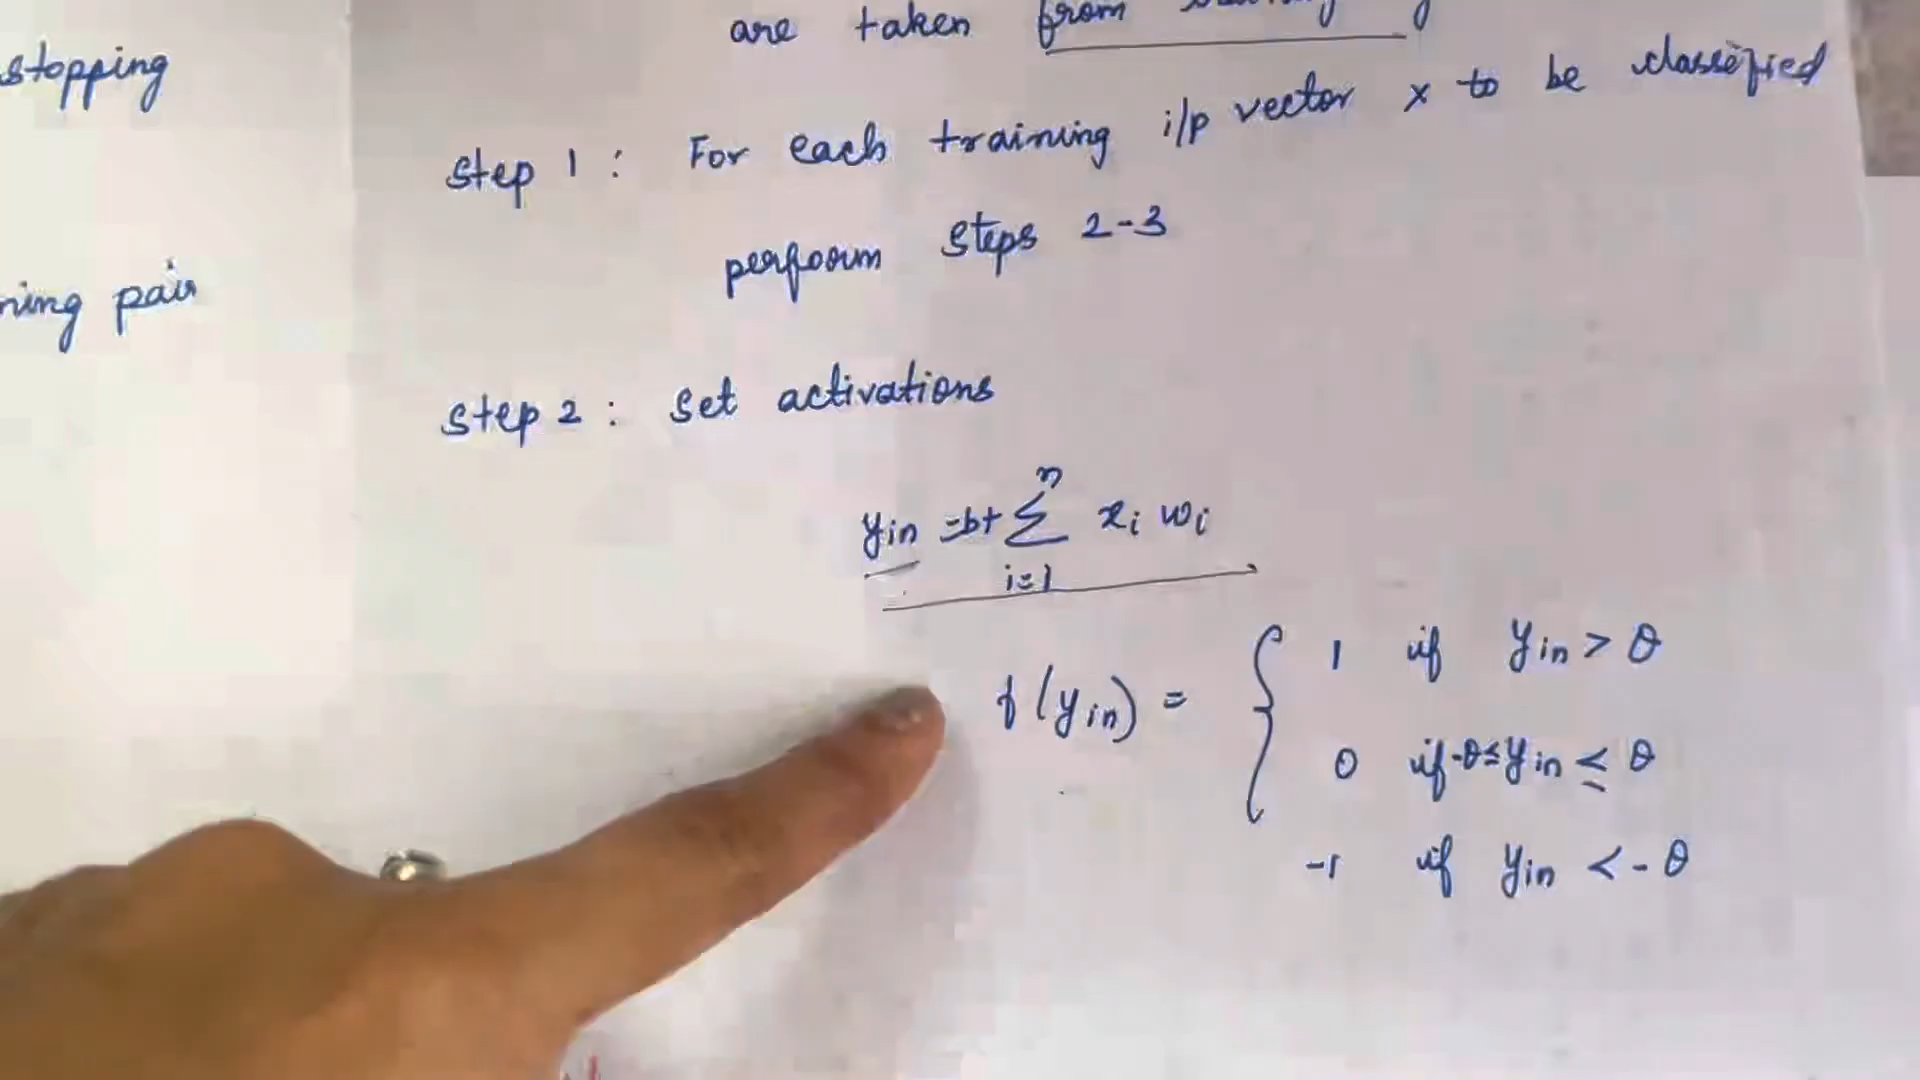 stopping
ning pair
are taken from
step 1 : For each training i/p vector x to be classified
perform steps 2-3
step 2 : set activations
yin = b+ n∑i=1 xi wi
f(yin) = { 1 if yin > θ
0 if -θ ≤ yin ≤ θ
-1 if yin < -θ